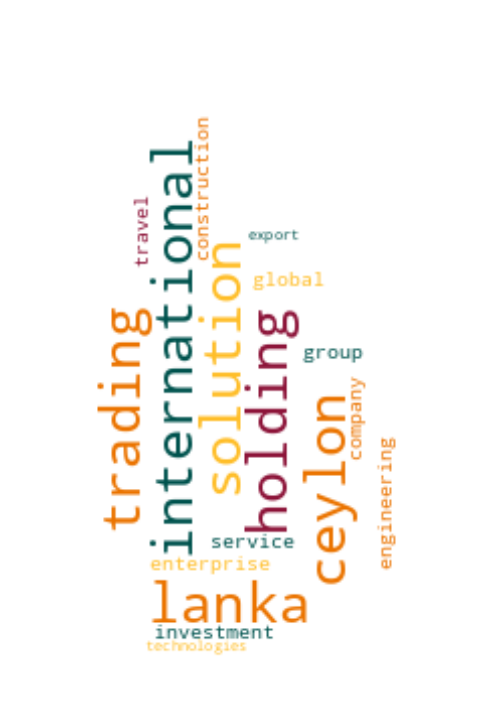 construction
international
travel
export
solution
global
trading
holding
group
company
ceylon
engineering
service
enterprise
lanka
investment
technologies